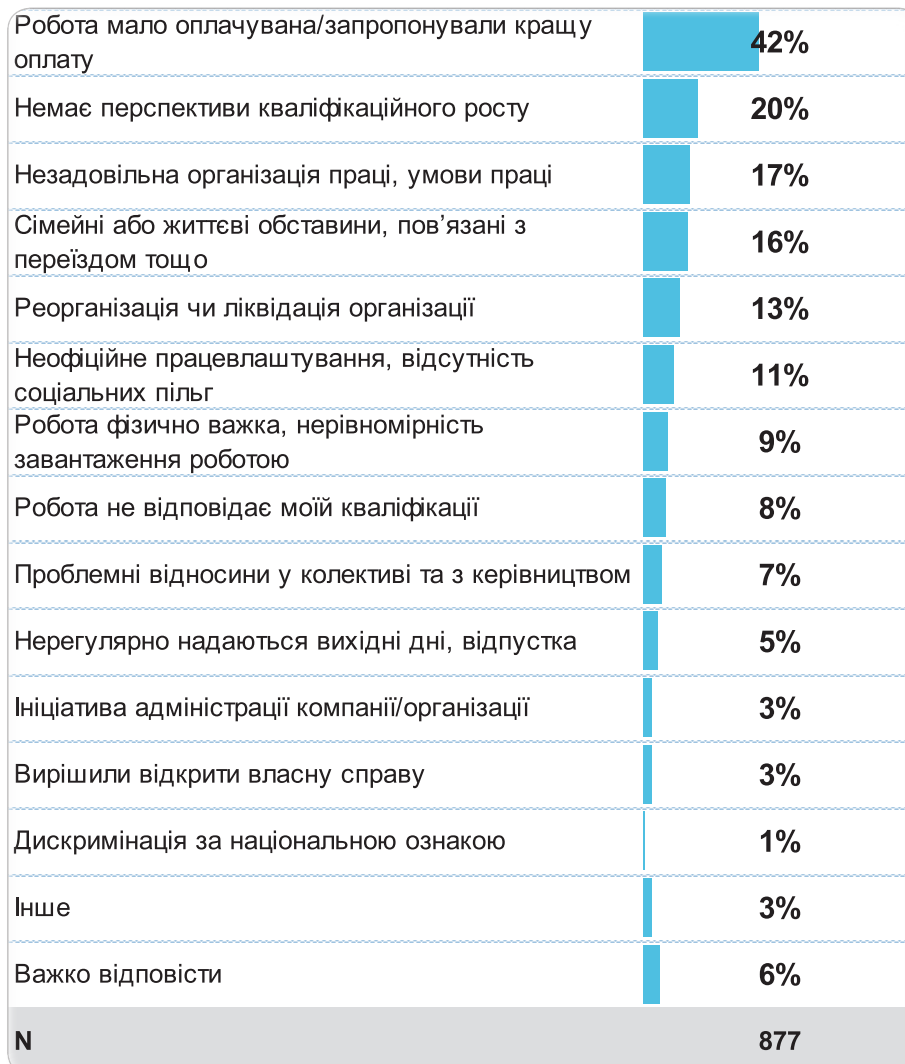 Робота мало оплачувана/запропонували кращу
оплату
42%
Немає перспективи кваліфікаційного росту
20%
Незадовільна організація праці, умови праці
17%
Сімейні або життєві обставини, пов’язані з
переїздом тощо
16%
Реорганізація чи ліквідація організації
13%
Неофіційне працевлаштування, відсутність
соціальних пільг
11%
Робота фізично важка, нерівномірність
завантаження роботою
9%
Робота не відповідає моїй кваліфікації
8%
Проблемні відносини у колективі та з керівництвом
7%
Нерегулярно надаються вихідні дні, відпустка
5%
Ініціатива адміністрації компанії/організації
3%
Вирішили відкрити власну справу
3%
Дискримінація за національною ознакою
1%
Інше
3%
Важко відповісти
6%
N
877